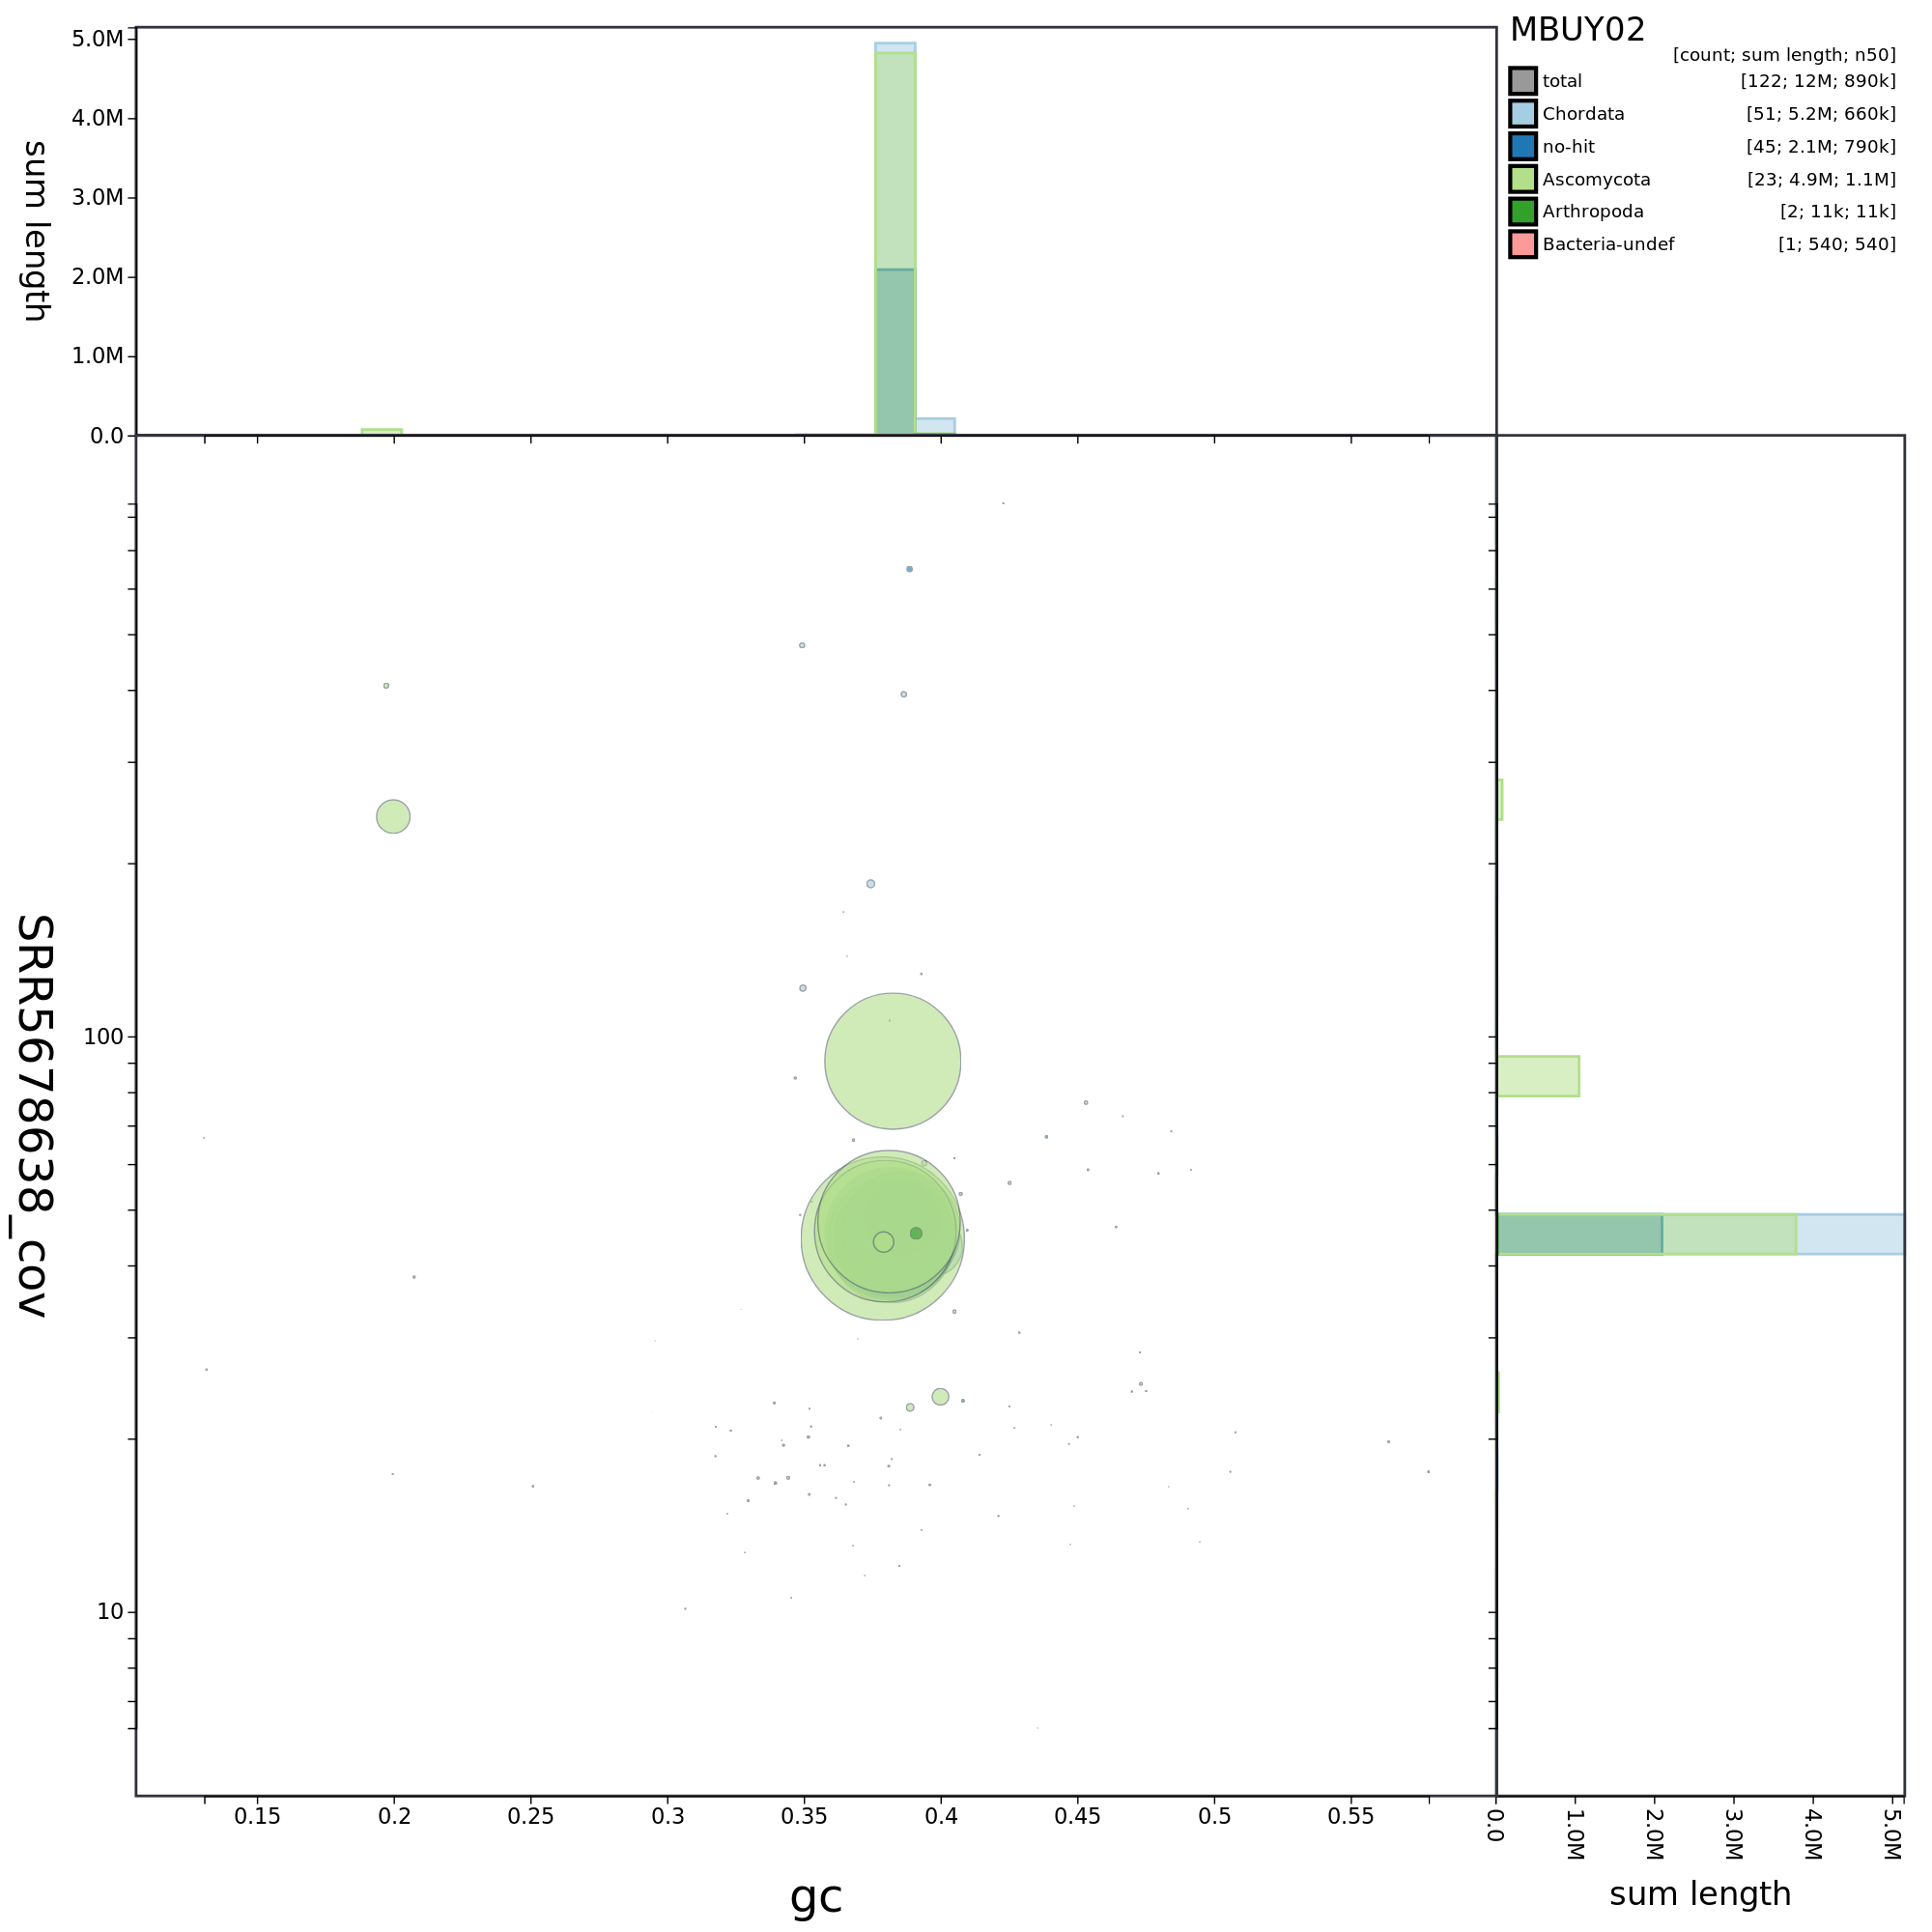 MBUY02
[count; sum length; n50]
total [122; 12M; 890k]
Chordata [51; 5.2M; 660k]
no-hit [45; 2.1M; 790k]
Ascomycota [23; 4.9M; 1.1M]
Arthropoda [2; 11k; 11k]
Bacteria-undef [1; 540; 540]
5.0M
4.0M
3.0M
2.0M
1.0M
0.0
sum length
100
10
SRR5678638_cov
0.15 0.2 0.25 0.3 0.35 0.4 0.45 0.5 0.55
gc
0.0 1.0M 2.0M 3.0M 4.0M 5.0M
sum length